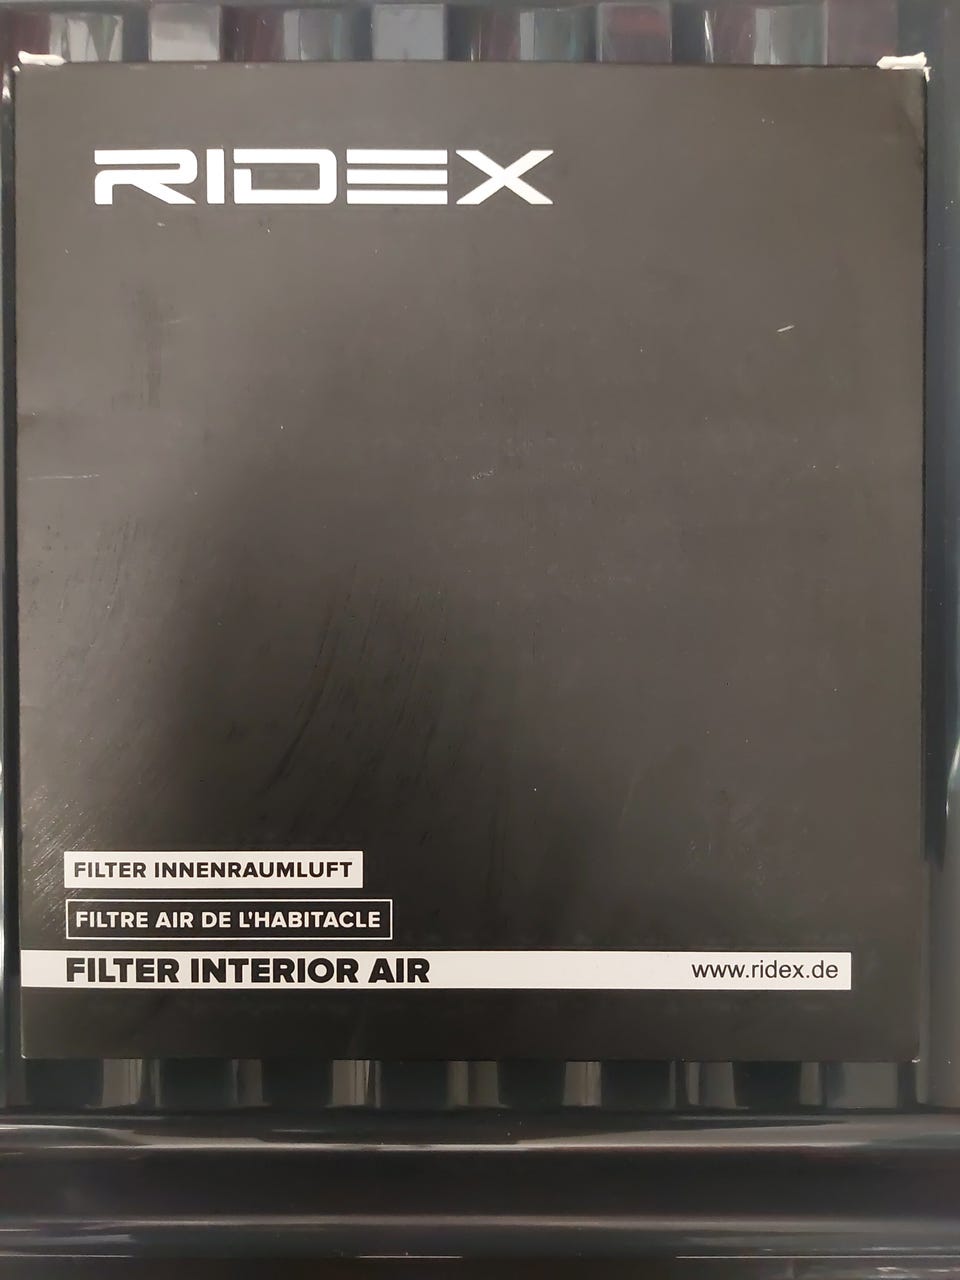 RIDEX
FILTER INNENRAUMLUFT
FILTRE AIR DE L'HABITACLE
FILTER INTERIOR AIR
www.ridex.de